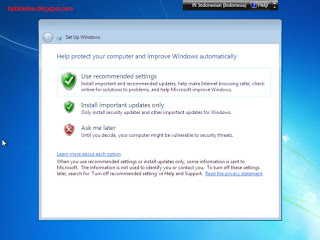 IN Indonesian (Indonesia) Help
Set Up Windows
Help protect your computer and improve Windows automatically
Use recommended settings
Install important and recommended updates, help make Internet browsing safer, check
online for solutions to problems, and help Microsoft improve Windows.
Install important updates only
Only install security updates and other important updates for Windows.
Ask me later
Until you decide, your computer might be vulnerable to security threats.
Learn more about each option
When you use recommended settings or install updates only, some information is sent to
Microsoft. The information is not used to identify you or contact you. To turn off these settings
later, search for 'Turn off recommended setting' in Help and Support. Read the privacy statement